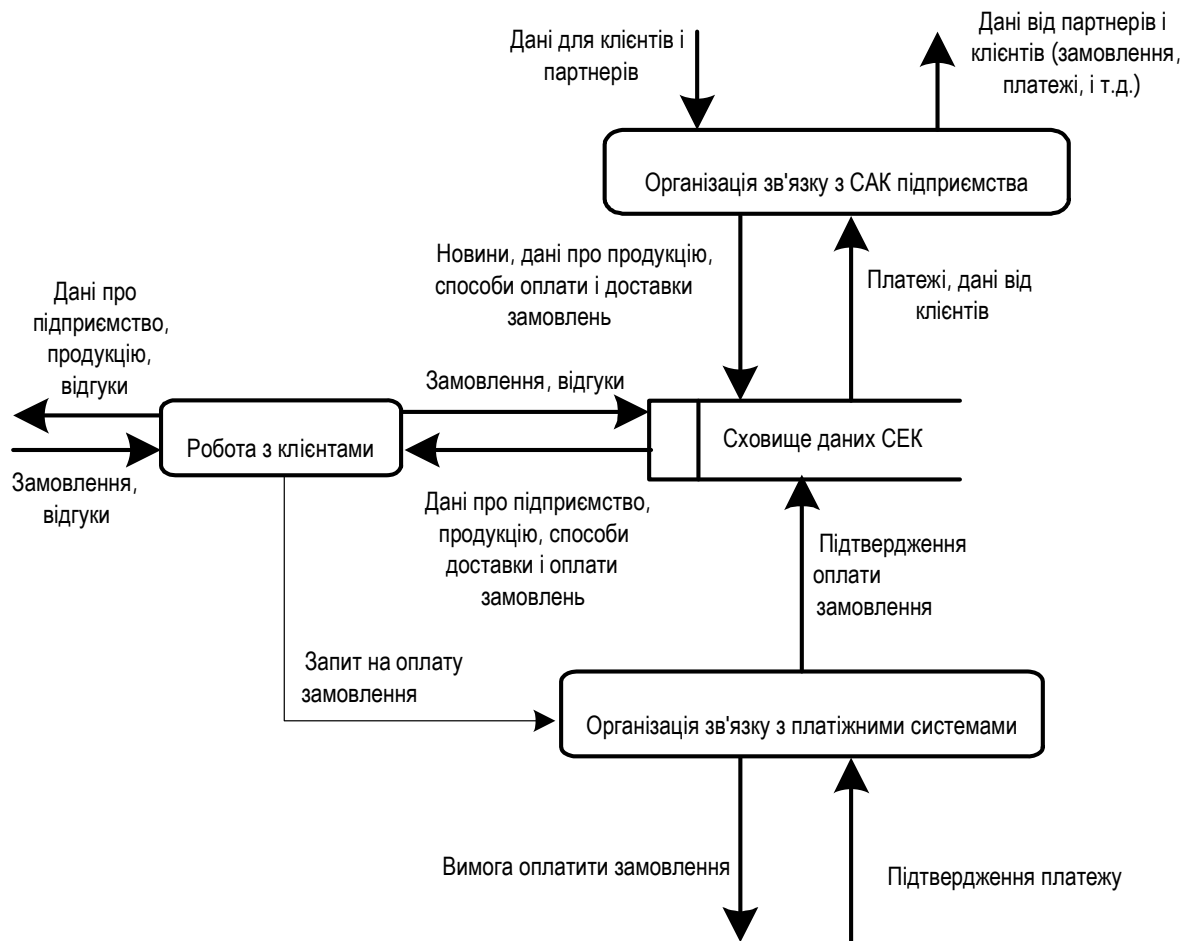 Дані для клієнтів і
партнерів
Дані від партнерів і
клієнтів (замовлення,
платежі, і т.д.)
Організація зв'язку з САК підприємства
Новини, дані про продукцію,
способи оплати і доставки
замовлень
Платежі, дані від
клієнтів
Дані про
підприємство,
продукцію,
відгуки
Замовлення, відгуки
Робота з клієнтами
Сховище даних СЕК
Замовлення,
відгуки
Дані про підприємство,
продукцію, способи
доставки і оплати
замовлень
Підтвердження
оплати
замовлення
Запит на оплату
замовлення
Організація зв'язку з платіжними системами
Вимога оплатити замовлення
Підтвердження платежу